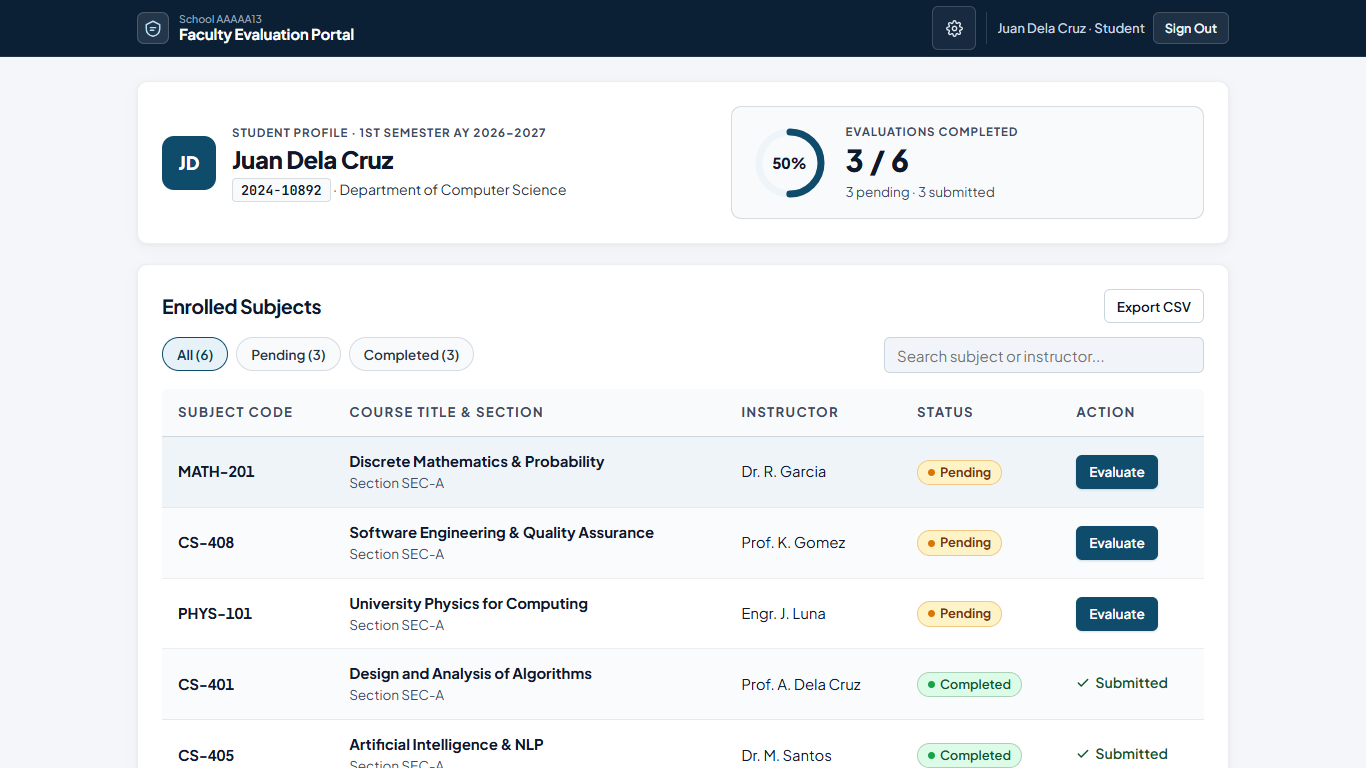 School AAAAA13
Faculty Evaluation Portal
Juan Dela Cruz · Student
Sign Out
JD
STUDENT PROFILE · 1ST SEMESTER AY 2026–2027
Juan Dela Cruz
2024-10892 · Department of Computer Science
50%
EVALUATIONS COMPLETED
3 / 6
3 pending · 3 submitted
Enrolled Subjects
Export CSV
All (6)
Pending (3)
Completed (3)
Search subject or instructor...
SUBJECT CODE COURSE TITLE & SECTION INSTRUCTOR STATUS ACTION
MATH-201
Discrete Mathematics & Probability
Section SEC-A
Dr. R. Garcia
Pending
Evaluate
CS-408
Software Engineering & Quality Assurance
Section SEC-A
Prof. K. Gomez
Pending
Evaluate
PHYS-101
University Physics for Computing
Section SEC-A
Engr. J. Luna
Pending
Evaluate
CS-401
Design and Analysis of Algorithms
Section SEC-A
Prof. A. Dela Cruz
Completed
Submitted
CS-405
Artificial Intelligence & NLP
Section SEC-A
Dr. M. Santos
Completed
Submitted